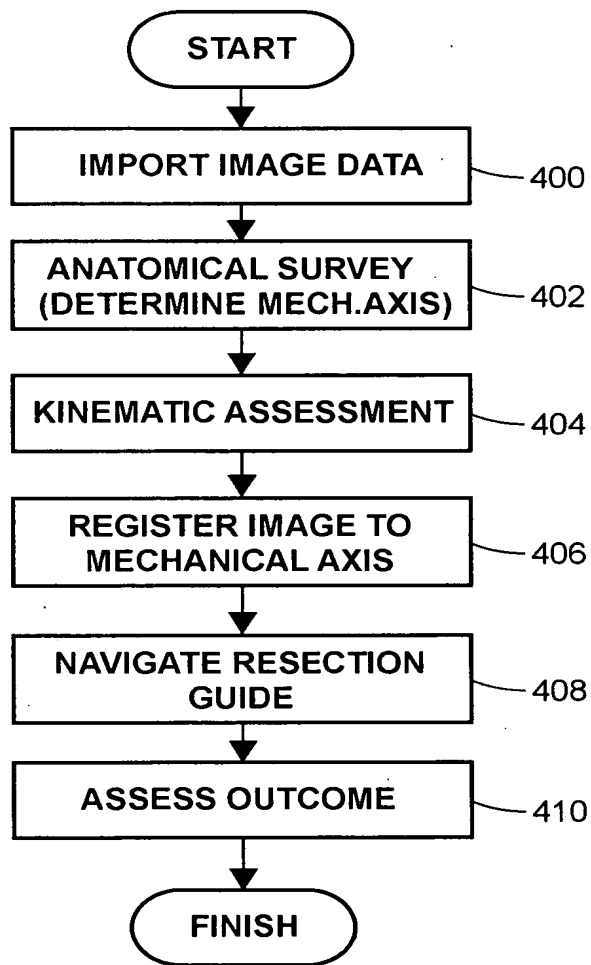 START
IMPORT IMAGE DATA
400
ANATOMICAL SURVEY
(DETERMINE MECH.AXIS)
402
KINEMATIC ASSESSMENT
404
REGISTER IMAGE TO
MECHANICAL AXIS
406
NAVIGATE RESECTION
GUIDE
408
ASSESS OUTCOME
410
FINISH